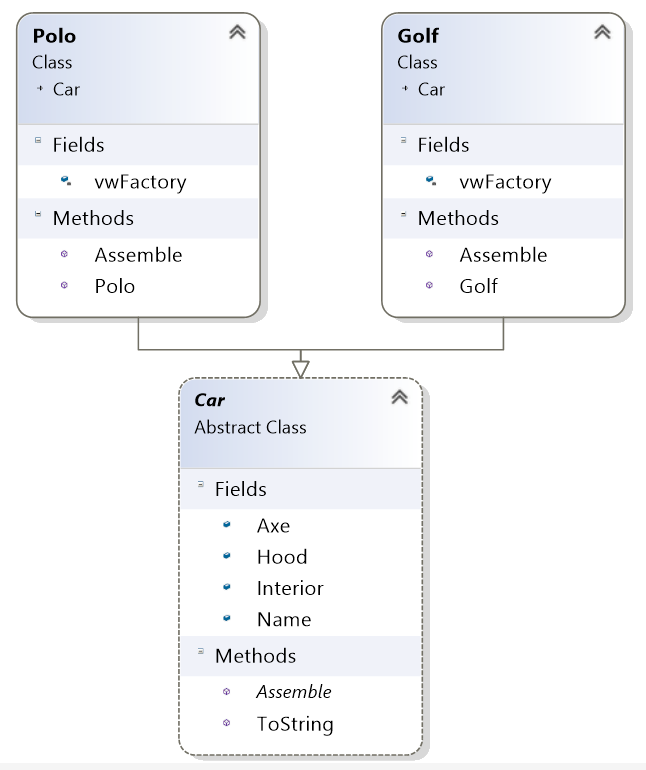 Polo
Class
Car
Fields
vwFactory
Methods
Assemble
Polo
Golf
Class
Car
Fields
vwFactory
Methods
Assemble
Golf
Car
Abstract Class
Fields
Axe
Hood
Interior
Name
Methods
Assemble
ToString